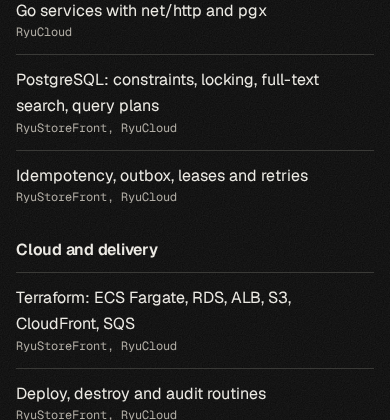 Go services with net/http and pgx
RyuCloud
PostgreSQL: constraints, locking, full-text
search, query plans
RyuStoreFront, RyuCloud
Idempotency, outbox, leases and retries
RyuStoreFront, RyuCloud
Cloud and delivery
Terraform: ECS Fargate, RDS, ALB, S3,
CloudFront, SQS
RyuStoreFront, RyuCloud
Deploy, destroy and audit routines
RyuStoreFront, RyuCloud